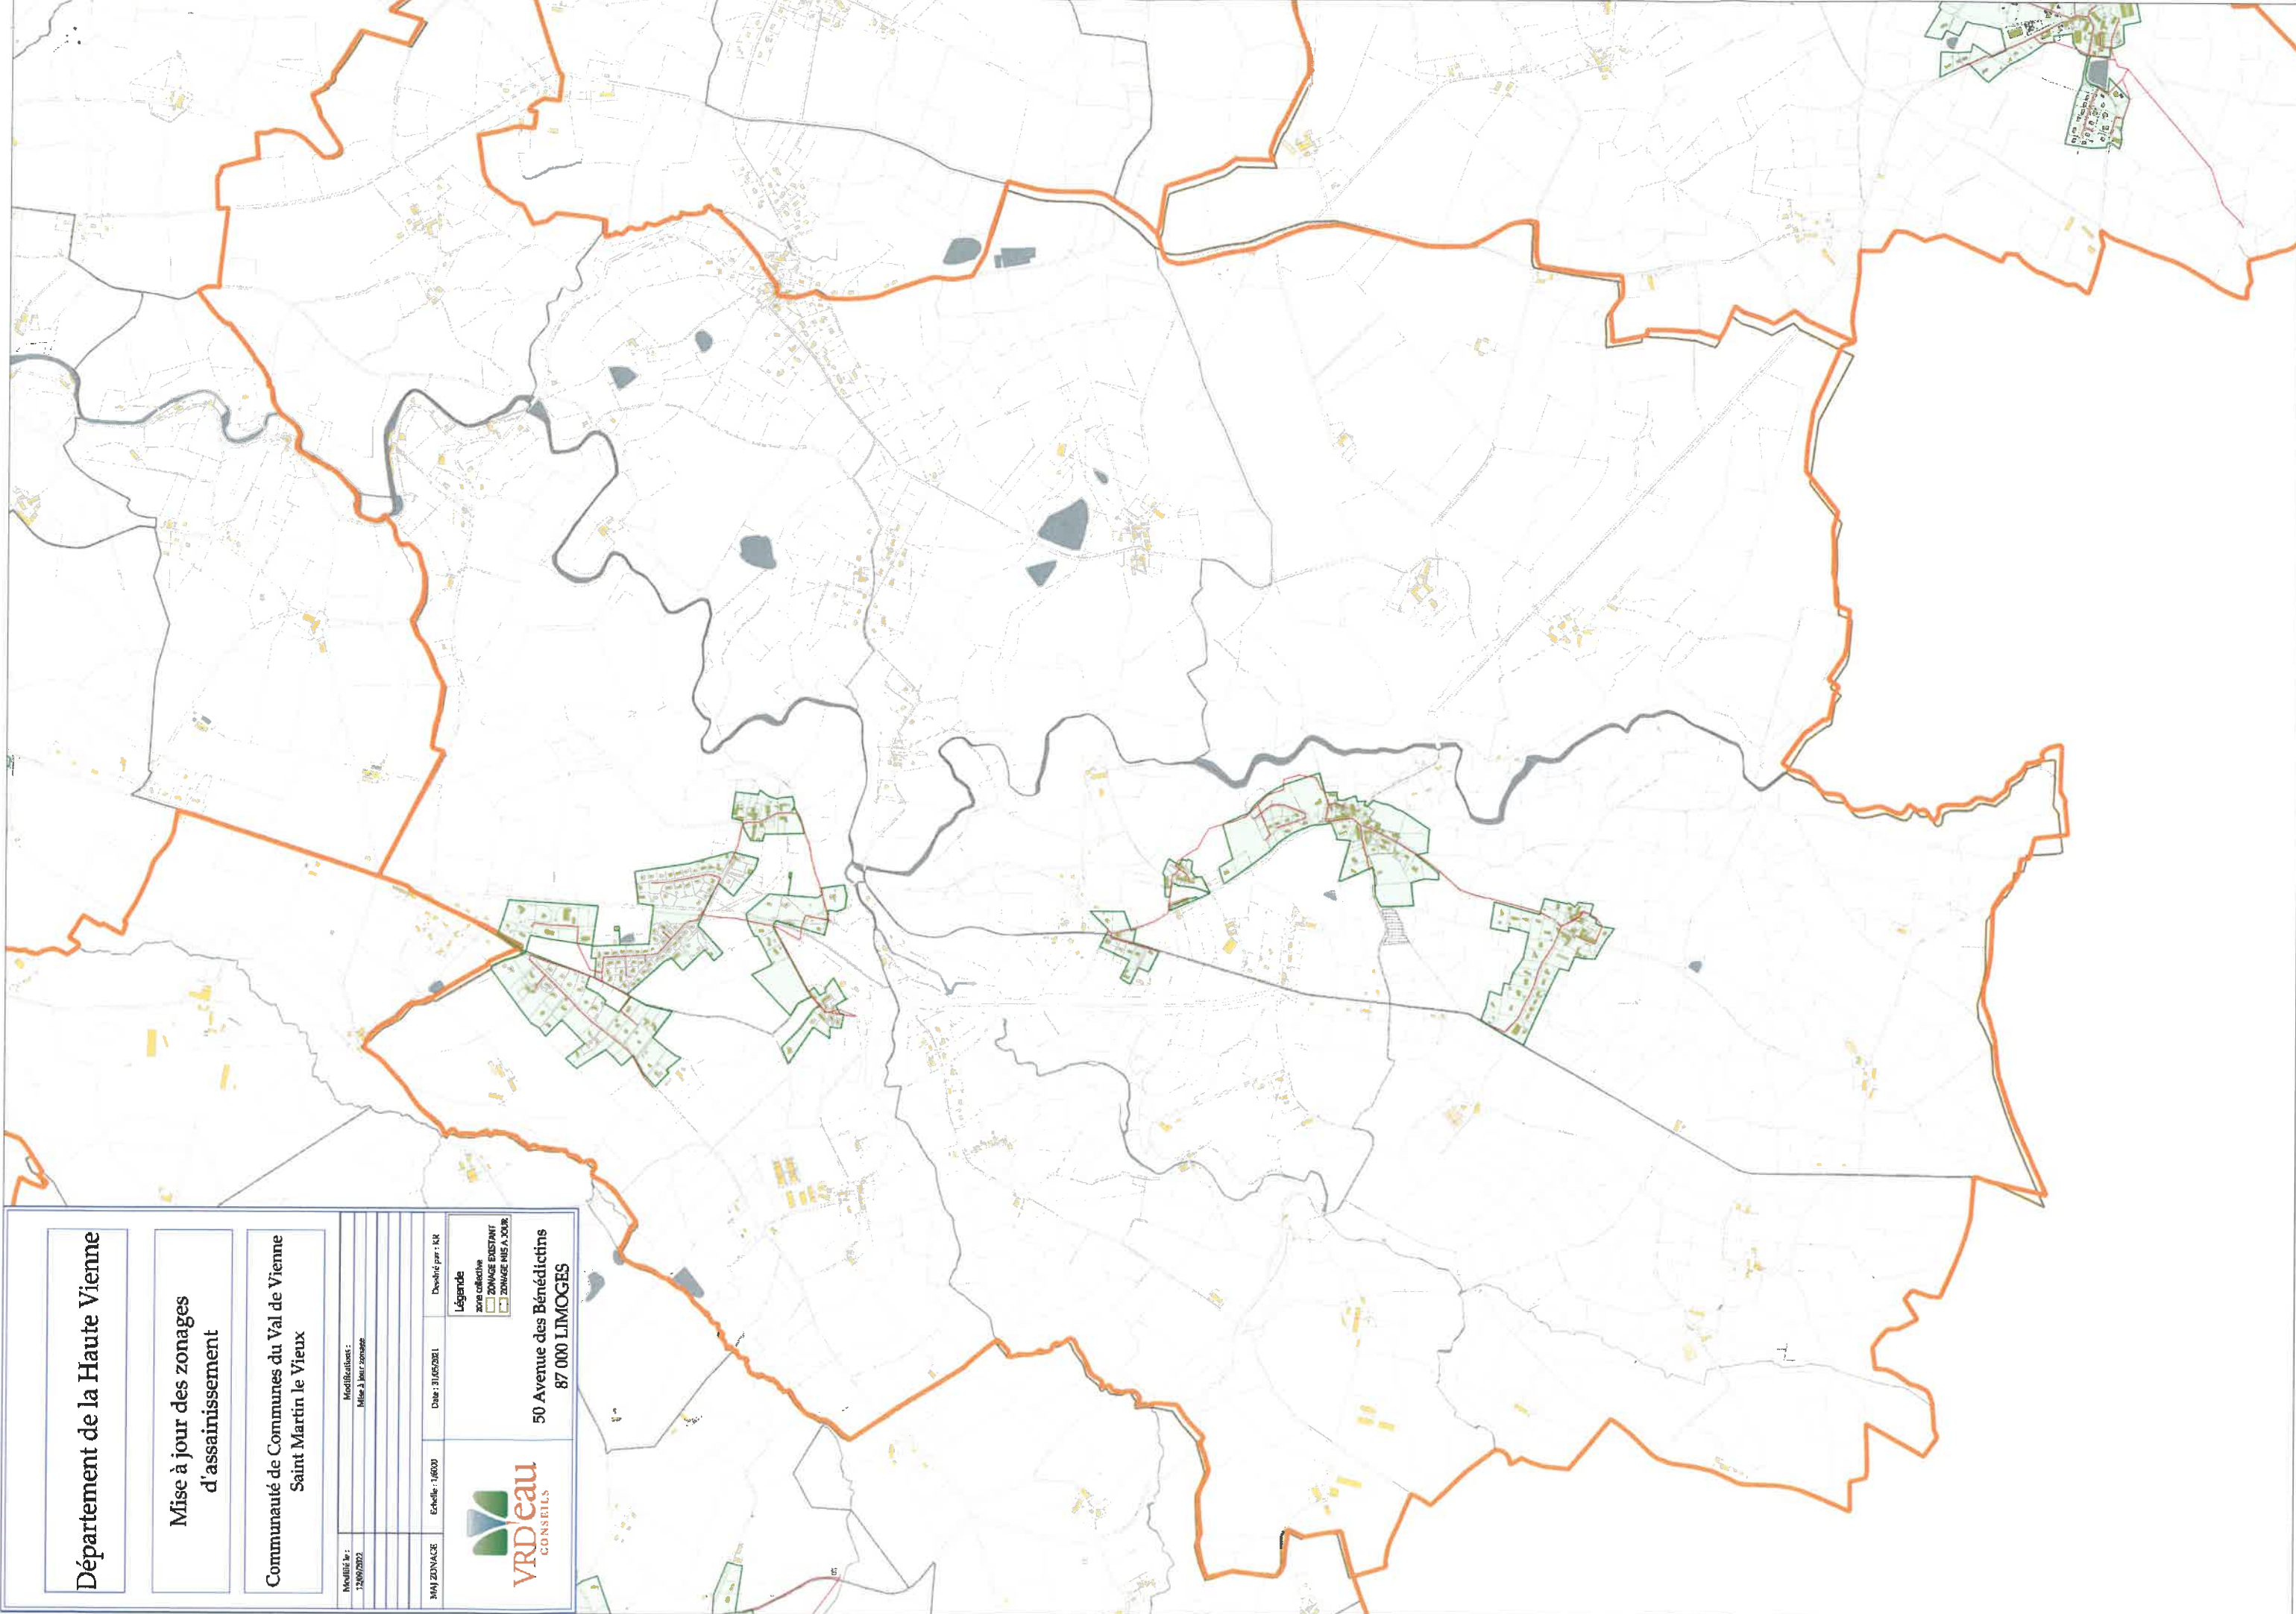 Département de la Haute Vienne
Mise à jour des zonages
d'assainissement
Communauté de Communes du Val de Vienne
Saint Martin le Vieux
Modifié le :
Modifications :
12/09/2022
Mise à jour zonage
MAJ ZONAGE
Echelle : 1/6000
Date : 31/05/2021
Dessiné par : KR
Légende
zone collective
ZONAGE EXISTANT
ZONAGE MIS A JOUR
VRD'eau
CONSEILS
50 Avenue des Bénédictins
87 000 LIMOGES